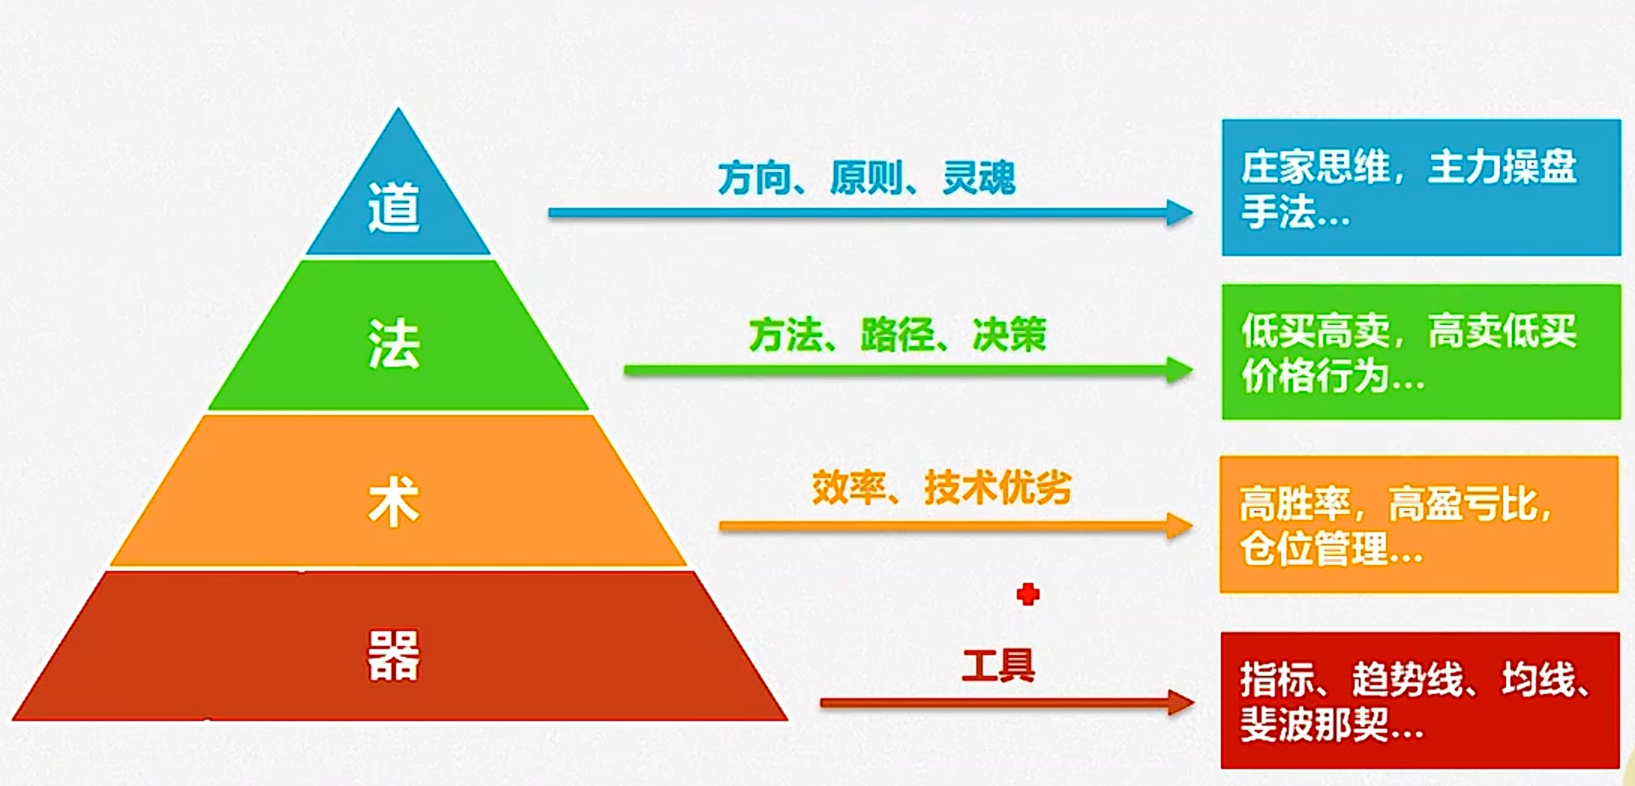 道
方向、原则、灵魂
庄家思维，主力操盘
手法...
法
方法、路径、决策
低买高卖，高卖低买
价格行为...
术
效率、技术优劣
高胜率，高盈亏比，
仓位管理...
器
工具
指标、趋势线、均线、
斐波那契...